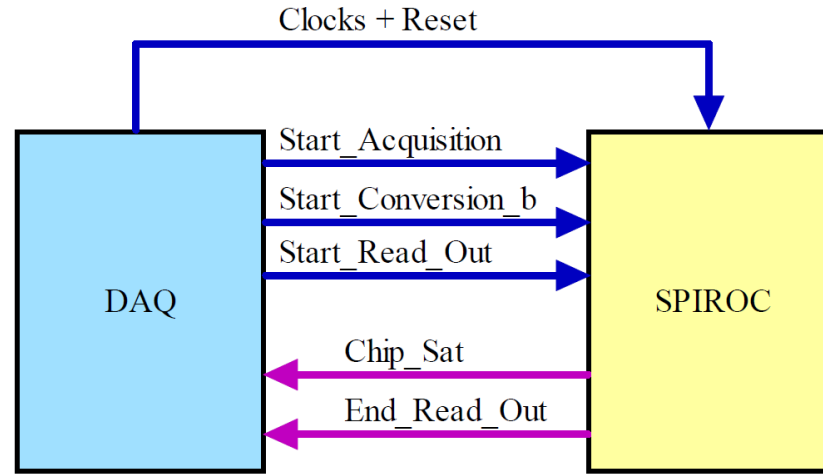 Clocks + Reset
Start_Acquisition
Start_Conversion_b
Start_Read_Out
DAQ
SPIROC
Chip_Sat
End_Read_Out